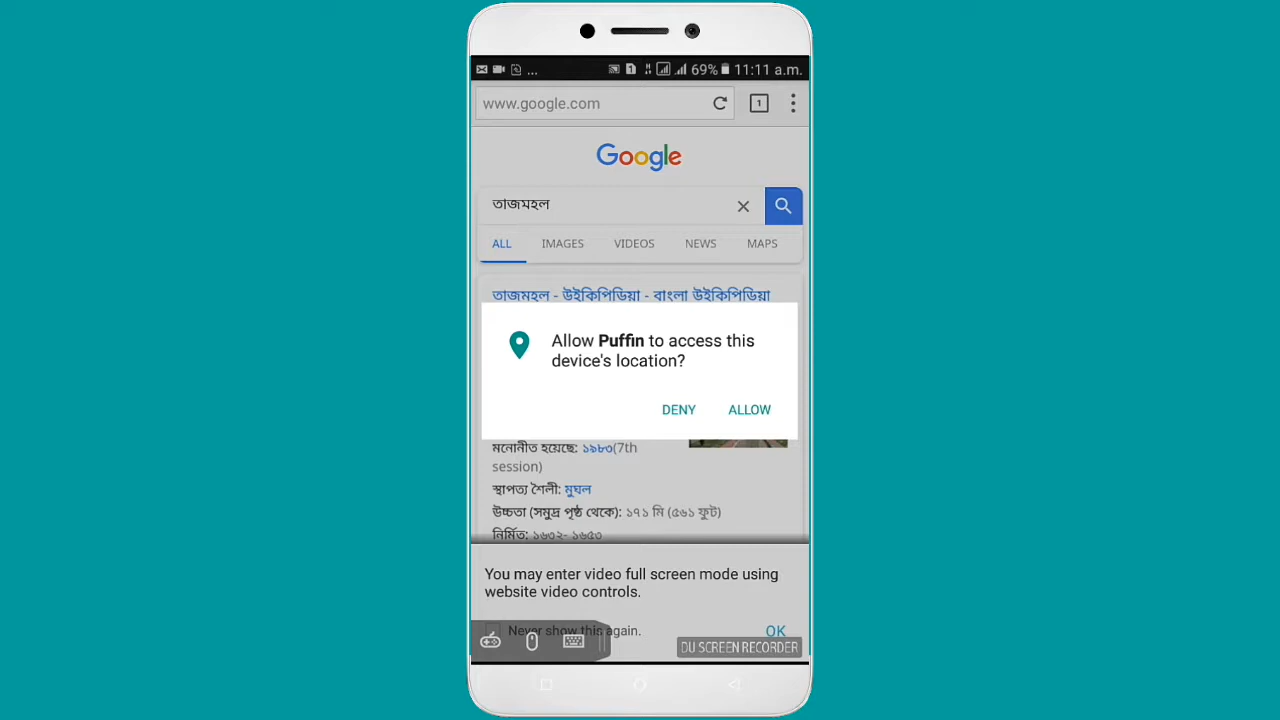 ... 1 69% 11:11 a.m.
www.google.com 1
Google
তাজমহল
ALL IMAGES VIDEOS NEWS MAPS
তাজমহল - উইকিপিডিয়া - বাংলা উইকিপিডিয়া
Allow Puffin to access this
device's location?
DENY ALLOW
মনোনীত হয়েছে: ১৯৮৩(7th
session)
স্থাপত্য শৈলী: মুঘল
উচ্চতা (সমুদ্র পৃষ্ঠ থেকে): ১৭১ মি (৫৬১ ফুট)
নির্মিত: ১৬৩২- ১৬৫৩
You may enter video full screen mode using
website video controls.
Never show this again. OK
DU SCREEN RECORDER